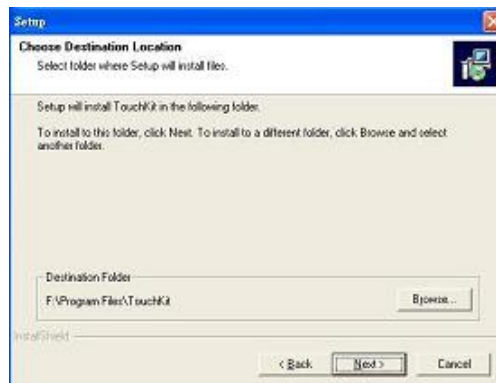 Setup
Choose Destination Location
Select folder where Setup will install files.
Setup will install TouchKit in the following folder.
To install to this folder, click Next. To install to a different folder, click Browse and select
another folder.
Destination Folder
F:\Program Files\TouchKit
Browse...
InstallShield
< Back
Next >
Cancel